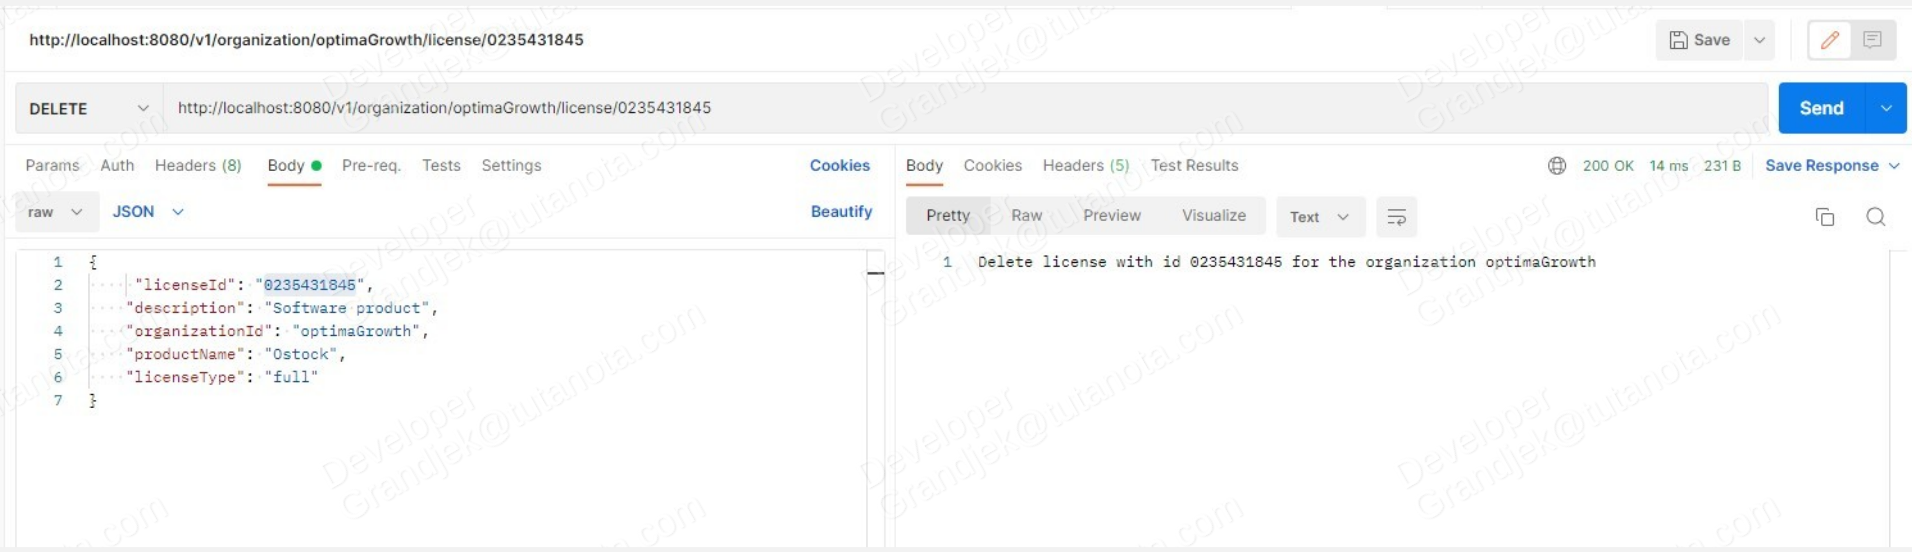 http://localhost:8080/v1/organization/optimaGrowth/license/0235431845
Save
DELETE
http://localhost:8080/v1/organization/optimaGrowth/license/0235431845
Send
Params Auth Headers (8) Body Pre-req. Tests Settings Cookies
raw JSON Beautify
1 {
2 "licenseId": "0235431845",
3 "description": "Software product",
4 "organizationId": "optimaGrowth",
5 "productName": "Ostock",
6 "licenseType": "full"
7 }
Body Cookies Headers (5) Test Results 200 OK 14 ms 231 B Save Response
Pretty Raw Preview Visualize Text
1 Delete license with id 0235431845 for the organization optimaGrowth
Developer
Grandjek@tutanota.com